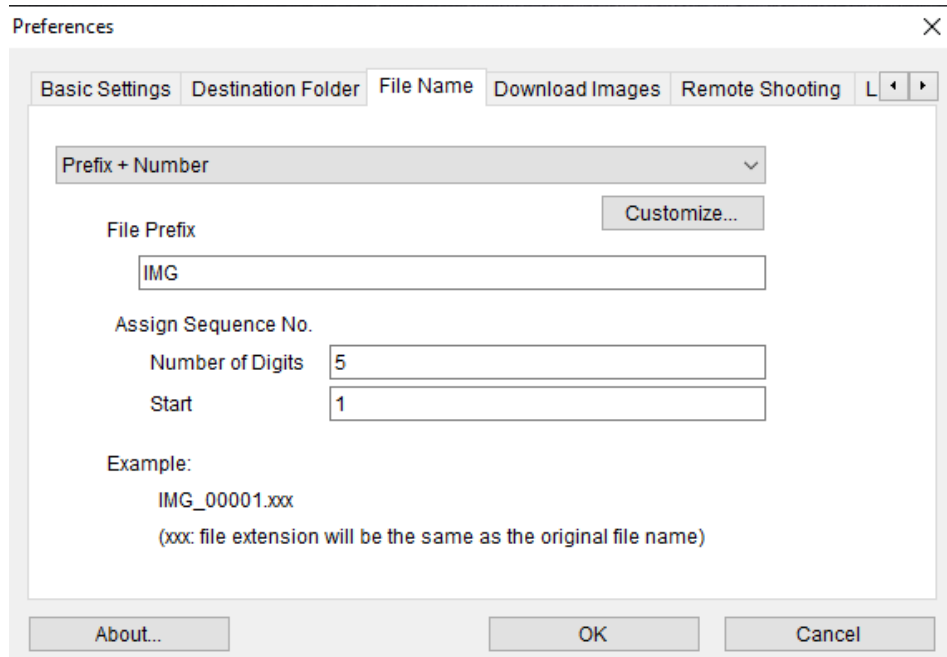 Preferences
Basic Settings Destination Folder File Name Download Images Remote Shooting L
Prefix + Number
Customize...
File Prefix
IMG
Assign Sequence No.
Number of Digits 5
Start 1
Example:
IMG_00001.xxx
(xxx: file extension will be the same as the original file name)
About... OK Cancel